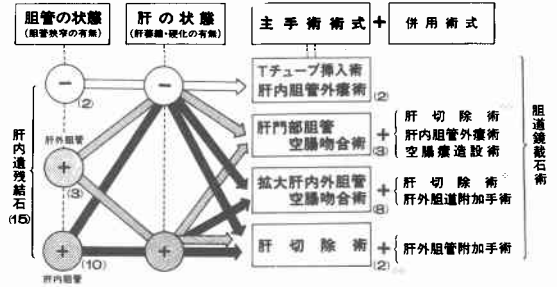 胆管の状態
(胆管狭窄の有無)
肝の状態
(肝萎縮・硬化の有無)
主手術術式
+
併用術式
肝内遺残結石
(15)
−
(2)
肝外胆管
+
(3)
+
(10)
肝内胆管
−
+
Tチューブ挿入術
肝内胆管外瘻術
(2)
肝門部胆管
空腸吻合術
+
(3)
肝切除術
肝内胆管外瘻術
空腸瘻造設術
拡大肝内外胆管
空腸吻合術
+
(8)
肝切除術
肝外胆道附加手術
肝切除術
+
(2)
肝外胆管附加手術
胆道鏡截石術